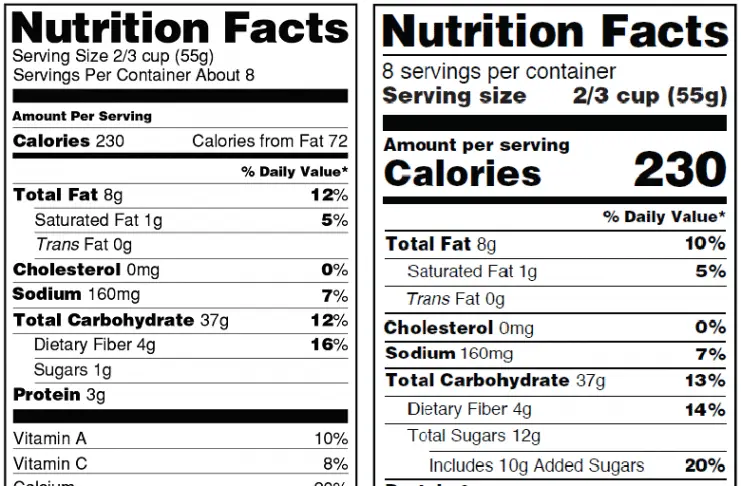 Nutrition Facts
Serving Size 2/3 cup (55g)
Servings Per Container About 8
Amount Per Serving
Calories 230 Calories from Fat 72
% Daily Value*
Total Fat 8g 12%
Saturated Fat 1g 5%
Trans Fat 0g
Cholesterol 0mg 0%
Sodium 160mg 7%
Total Carbohydrate 37g 12%
Dietary Fiber 4g 16%
Sugars 1g
Protein 3g
Vitamin A 10%
Vitamin C 8%
Nutrition Facts
8 servings per container
Serving size 2/3 cup (55g)
Amount per serving
Calories 230
% Daily Value*
Total Fat 8g 10%
Saturated Fat 1g 5%
Trans Fat 0g
Cholesterol 0mg 0%
Sodium 160mg 7%
Total Carbohydrate 37g 13%
Dietary Fiber 4g 14%
Total Sugars 12g
Includes 10g Added Sugars 20%